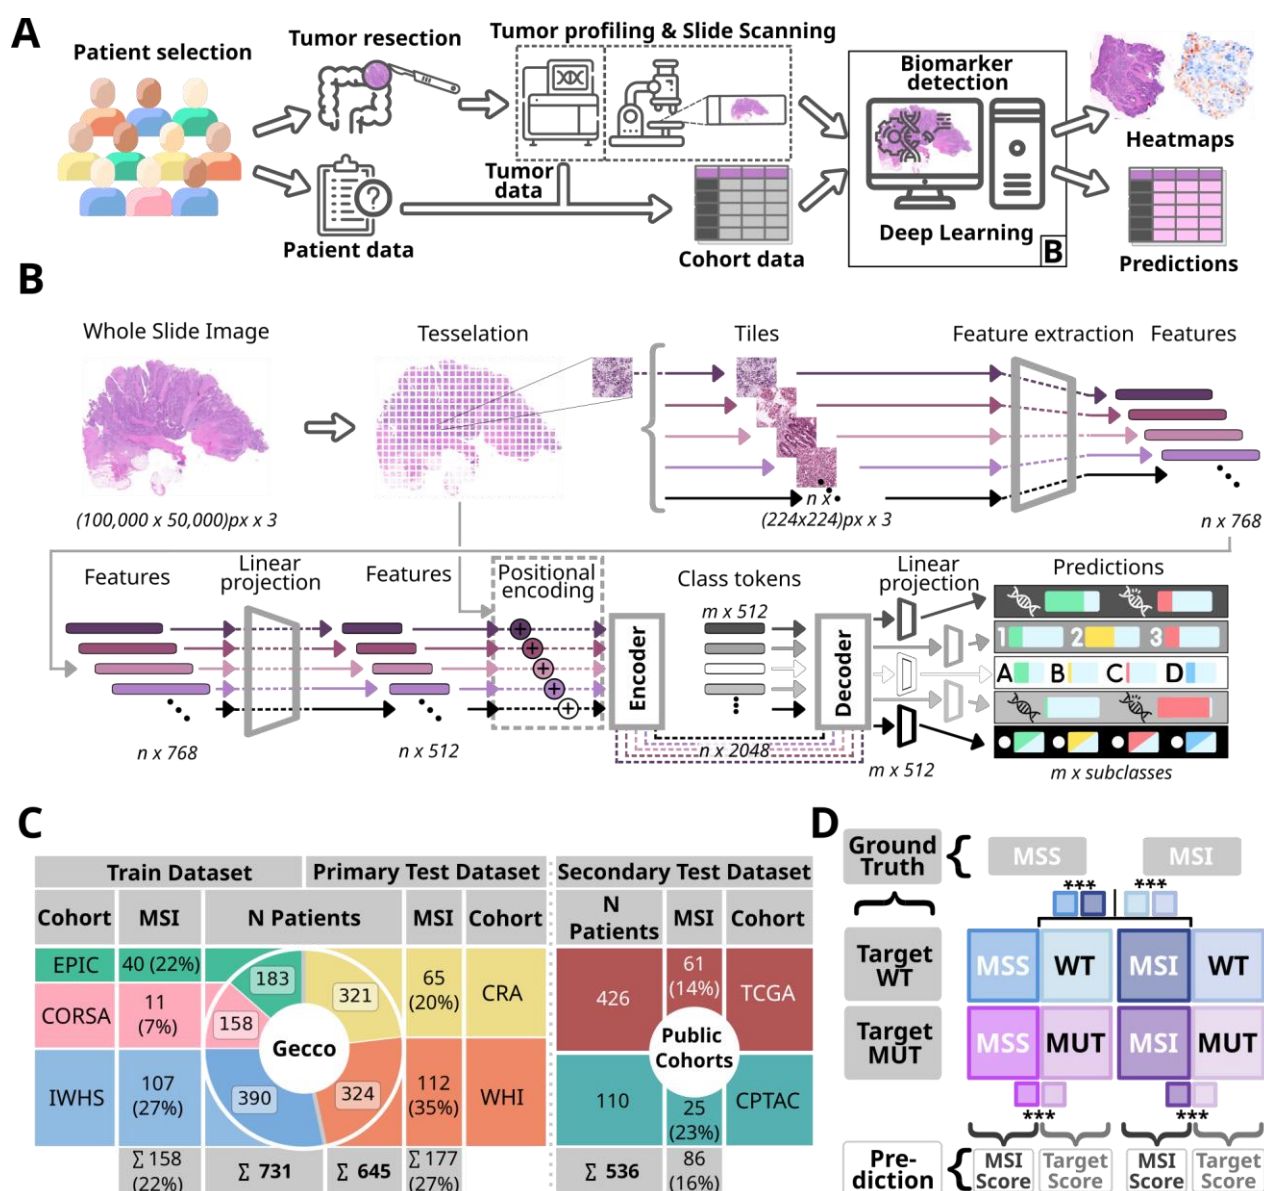 A
Patient selection
Tumor resection
Tumor profiling & Slide Scanning
Biomarker
detection
Heatmaps
Tumor
data
Patient data
Cohort data
Deep Learning
B
Predictions
B
Whole Slide Image
Tesselation
Tiles
Feature extraction
Features
(100,000 x 50,000)px x 3
n x
(224x224)px x 3
n x 768
Features
Linear
projection
Features
Positional
encoding
Class tokens
Linear
projection
Predictions
m x 512
Encoder
Decoder
1 2 3
A B C D
n x 768
n x 512
n x 2048
m x 512
m x subclasses
C
Train Dataset
Primary Test Dataset
Secondary Test Dataset
Cohort
MSI
N Patients
MSI
Cohort
N
Patients
MSI
Cohort
EPIC
40 (22%)
183
321
65
(20%)
CRA
CORSA
11
(7%)
158
Gecco
IWHS
107
(27%)
390
324
112
(35%)
WHI
426
61
(14%)
TCGA
Public
Cohorts
110
25
(23%)
CPTAC
∑ 158
(22%)
∑ 731
∑ 645
∑ 177
(27%)
∑ 536
86
(16%)
D
Ground
Truth
MSS
MSI
***
***
Target
WT
MSS
WT
MSI
WT
Target
MUT
MSS
MUT
MSI
MUT
***
***
Pre-
diction
MSI
Score
Target
Score
MSI
Score
Target
Score